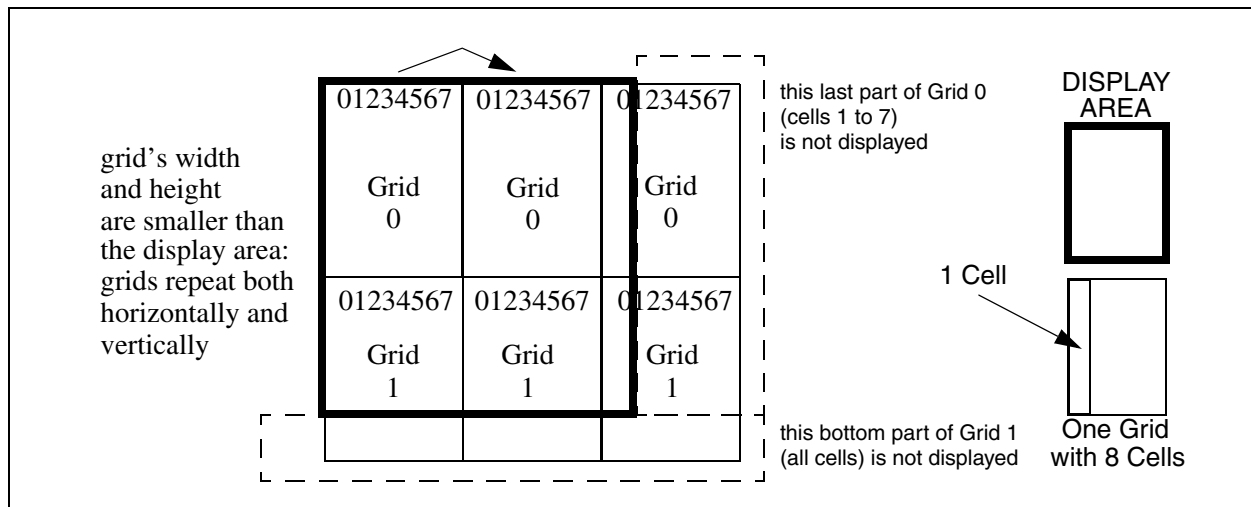 grid's width
and height
are smaller than
the display area:
grids repeat both
horizontally and
vertically
01234567 01234567 01234567
Grid Grid Grid
0 0 0
01234567 01234567 01234567
Grid Grid Grid
1 1 1
this last part of Grid 0
(cells 1 to 7)
is not displayed
this bottom part of Grid 1
(all cells) is not displayed
DISPLAY
AREA
1 Cell
One Grid
with 8 Cells